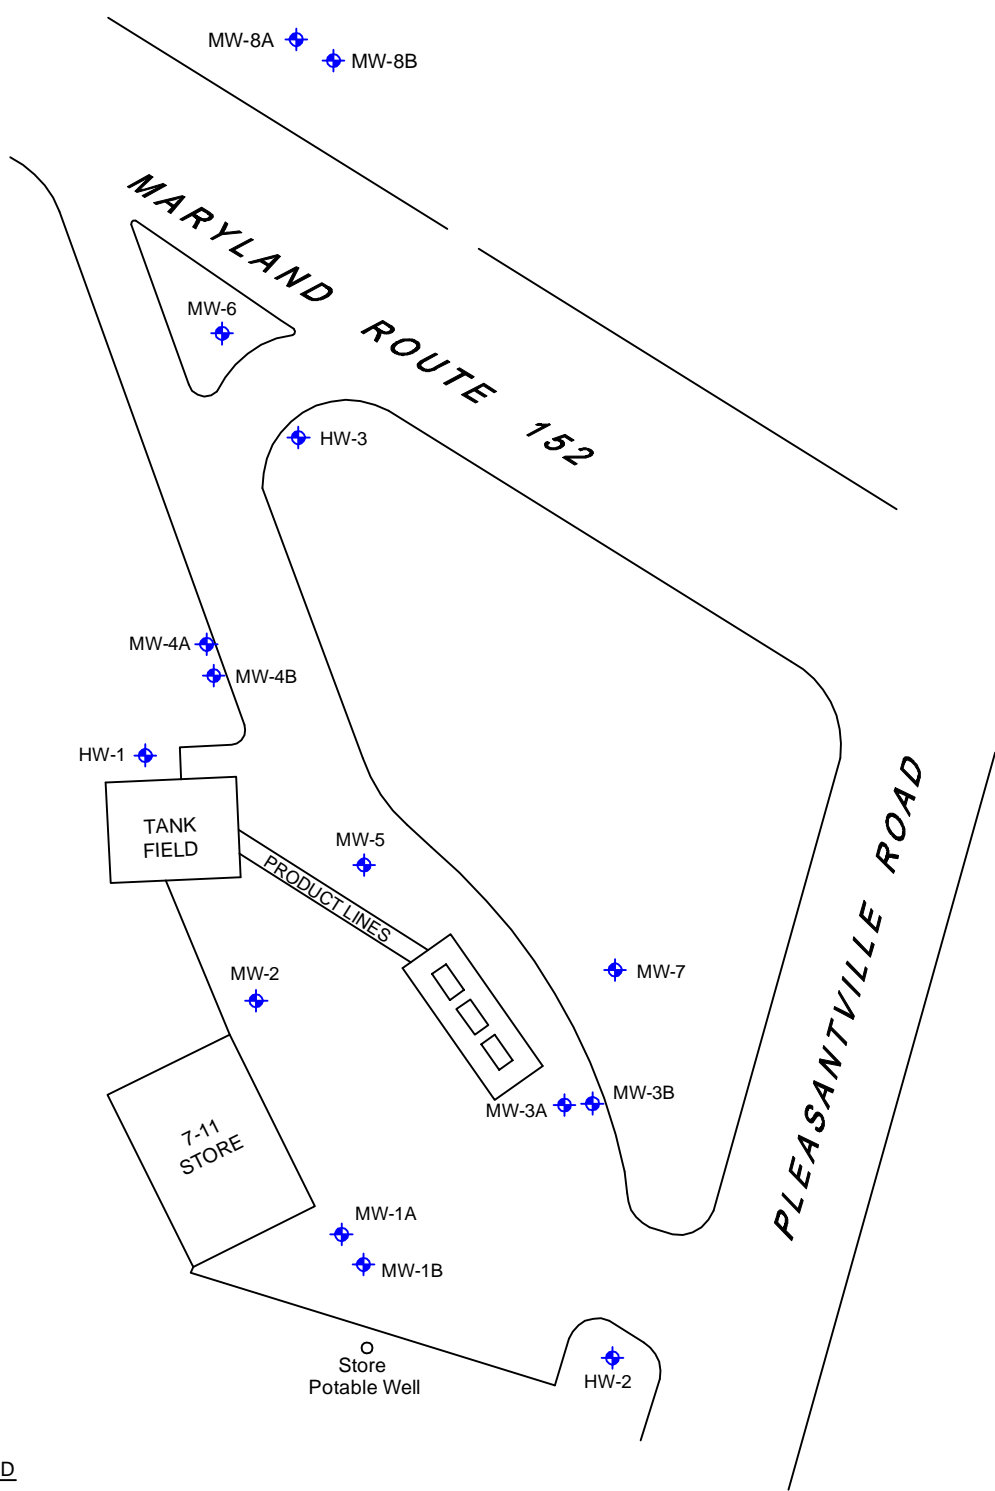 MW-8A
MW-8B
MARYLAND ROUTE 152
MW-6
HW-3
MW-4A
MW-4B
HW-1
TANK
FIELD
MW-5
PRODUCT LINES
MW-2
MW-7
PLEASANTVILLE ROAD
MW-3A
MW-3B
7-11
STORE
MW-1A
MW-1B
Store
Potable Well
HW-2
D